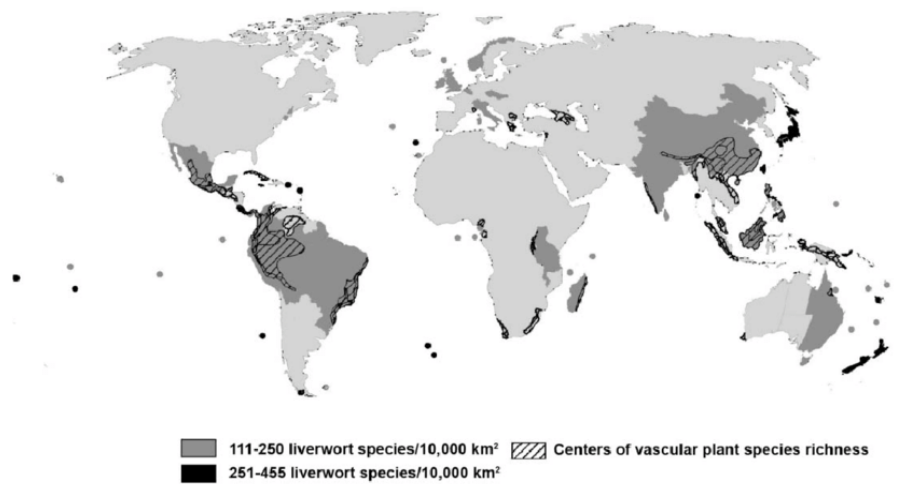 111-250 liverwort species/10,000 km²
Centers of vascular plant species richness
251-455 liverwort species/10,000 km²